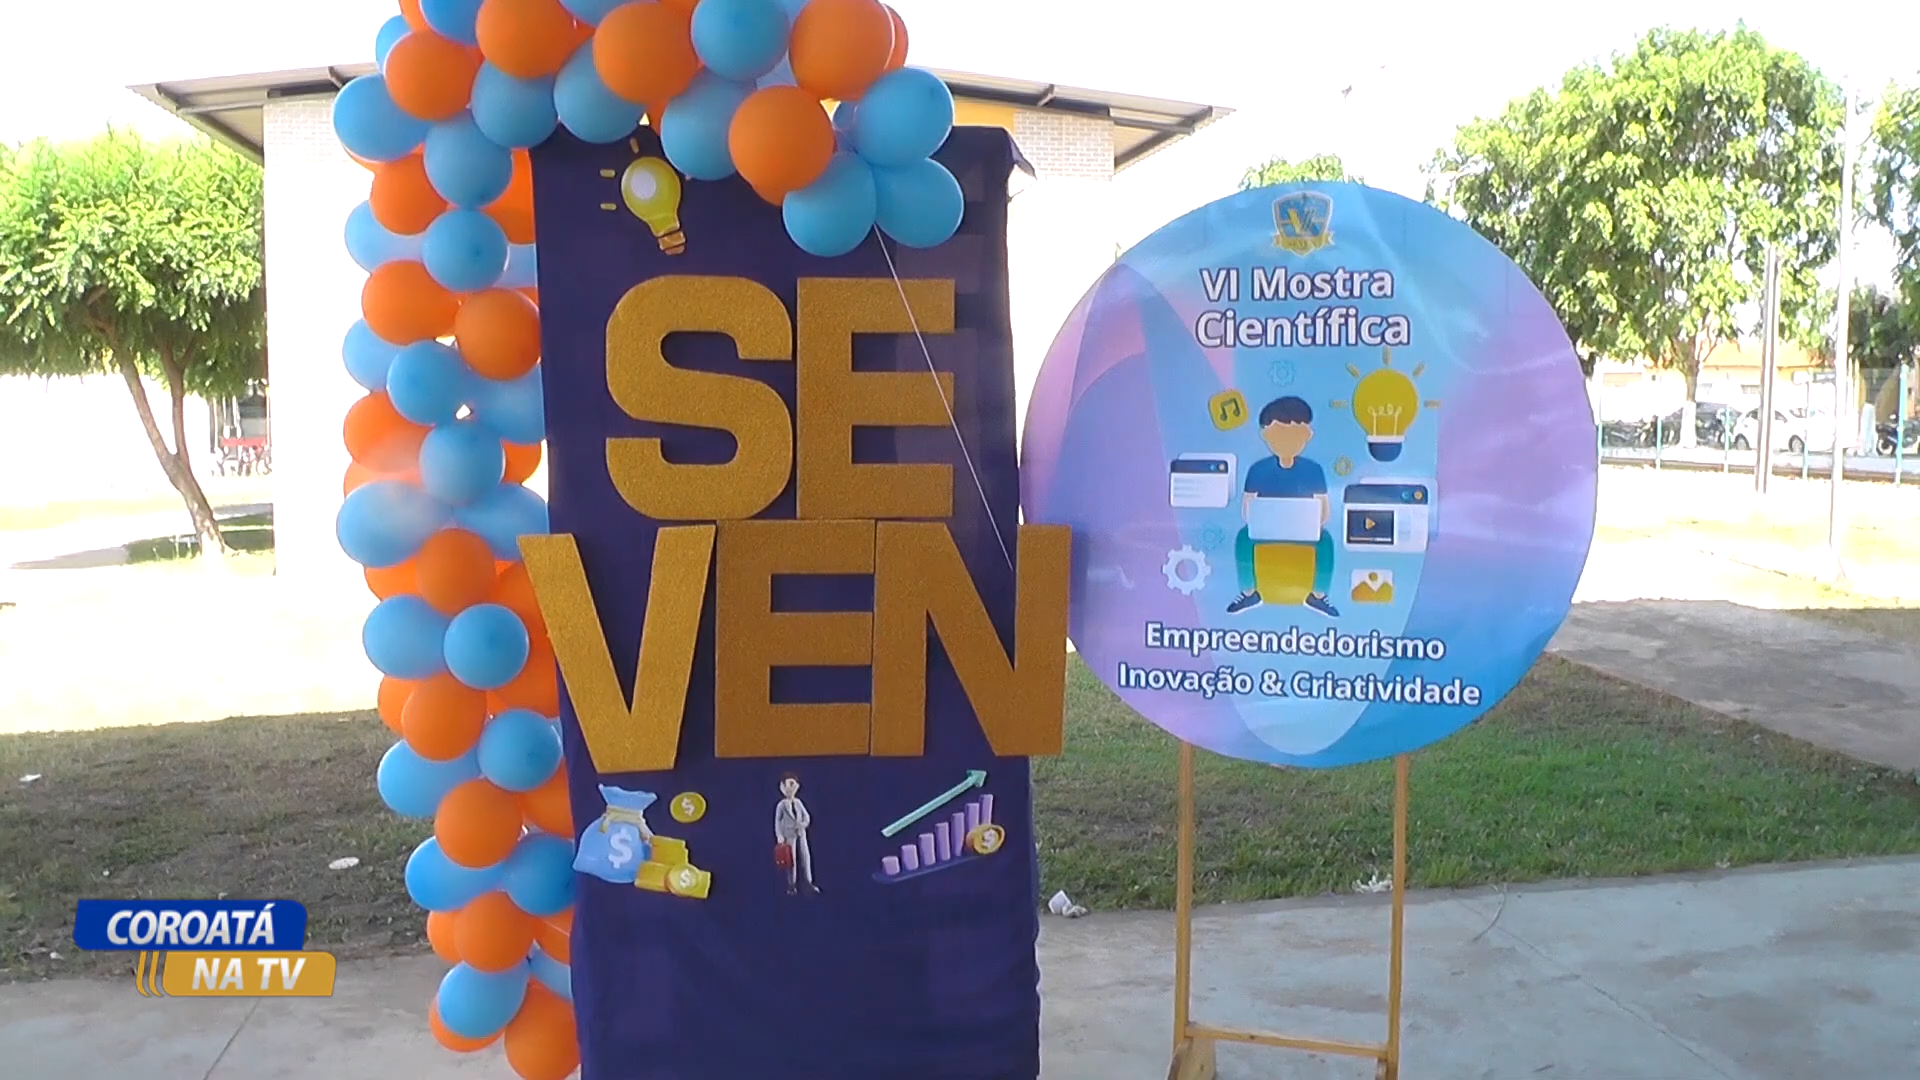 SE
VEN
VI Mostra
Científica
Empreendedorismo
Inovação & Criatividade
$
$
$
$
COROATÁ
NA TV